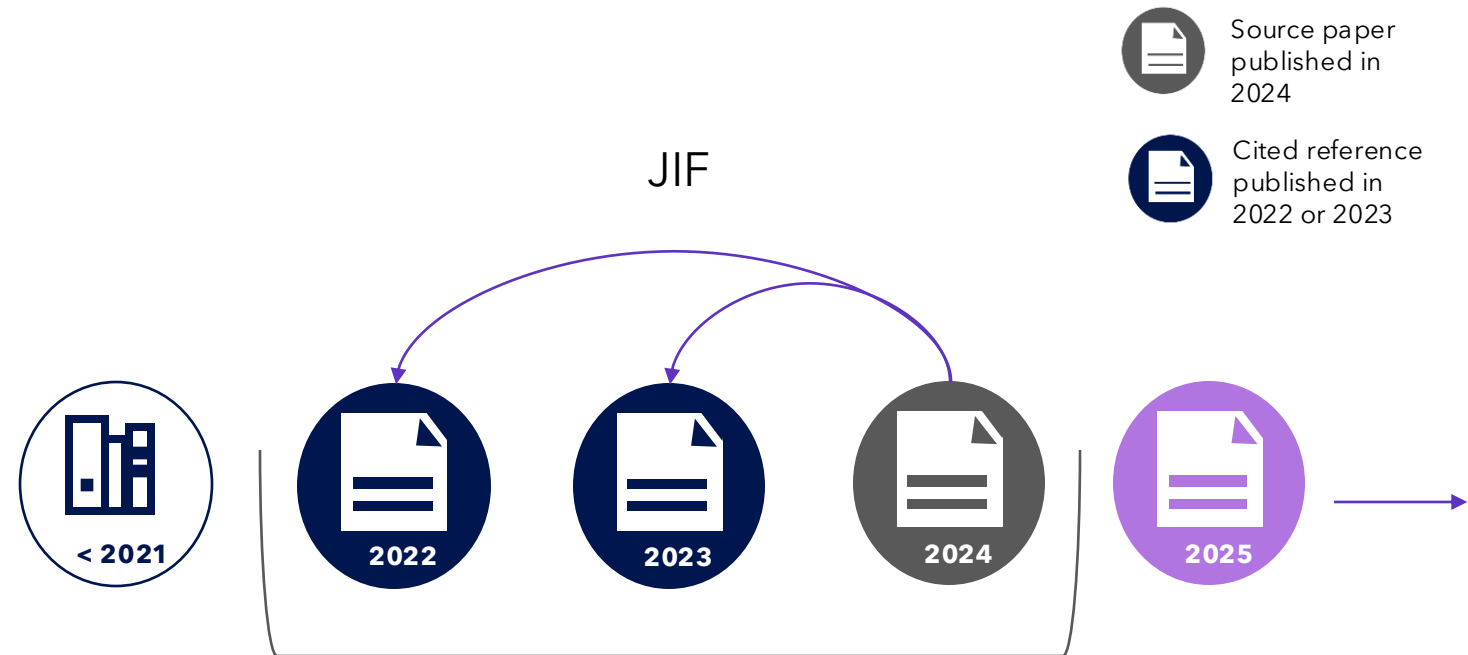 Source paper
published in
2024
JIF
Cited reference
published in
2022 or 2023
< 2021
2022
2023
2024
2025